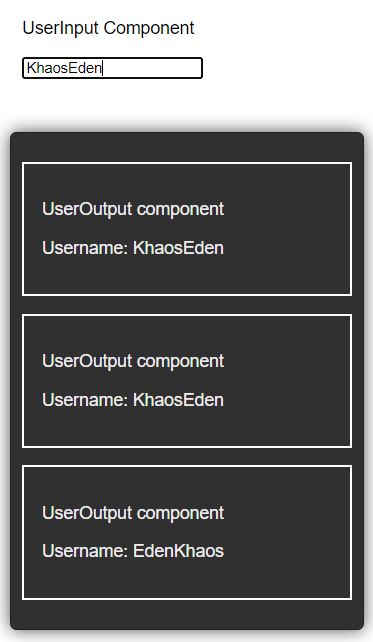 UserInput Component
KhaosEden
UserOutput component
Username: KhaosEden
UserOutput component
Username: KhaosEden
UserOutput component
Username: EdenKhaos